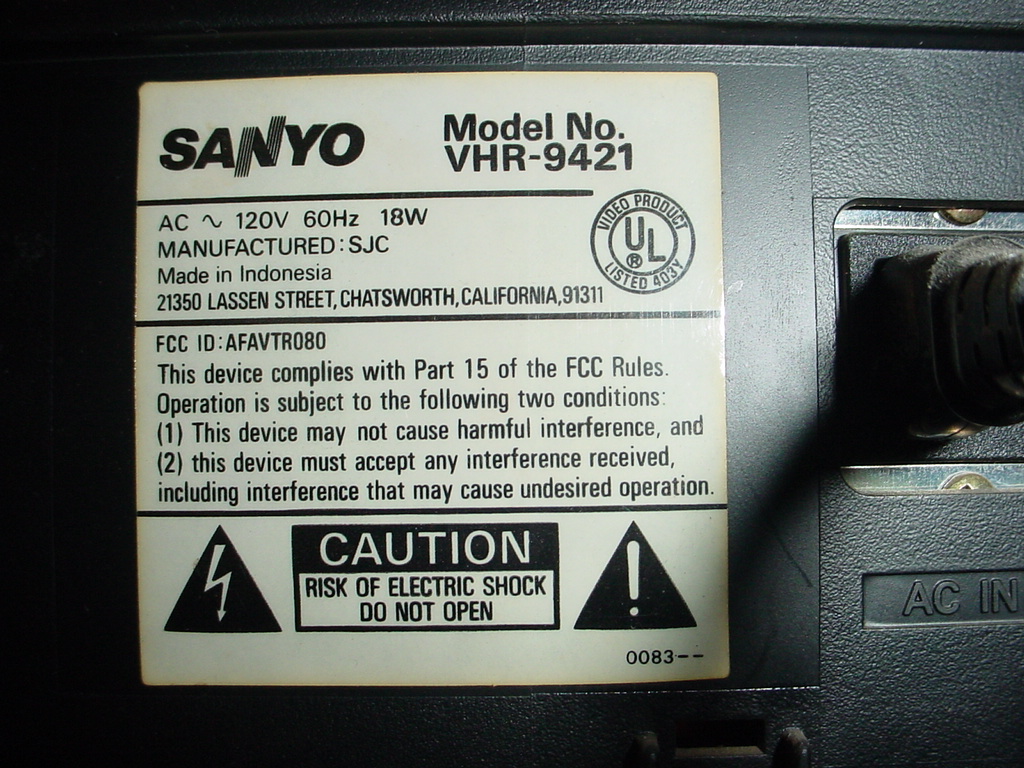 SANYO
Model No.
VHR-9421
AC ∿ 120V 60Hz 18W
MANUFACTURED: SJC
Made in Indonesia
21350 LASSEN STREET, CHATSWORTH, CALIFORNIA, 91311
VIDEO PRODUCT
UL
®
LISTED 403Y
FCC ID: AFAVTR080
This device complies with Part 15 of the FCC Rules.
Operation is subject to the following two conditions:
(1) This device may not cause harmful interference, and
(2) this device must accept any interference received,
including interference that may cause undesired operation.
CAUTION
RISK OF ELECTRIC SHOCK
DO NOT OPEN
!
0083--
AC IN